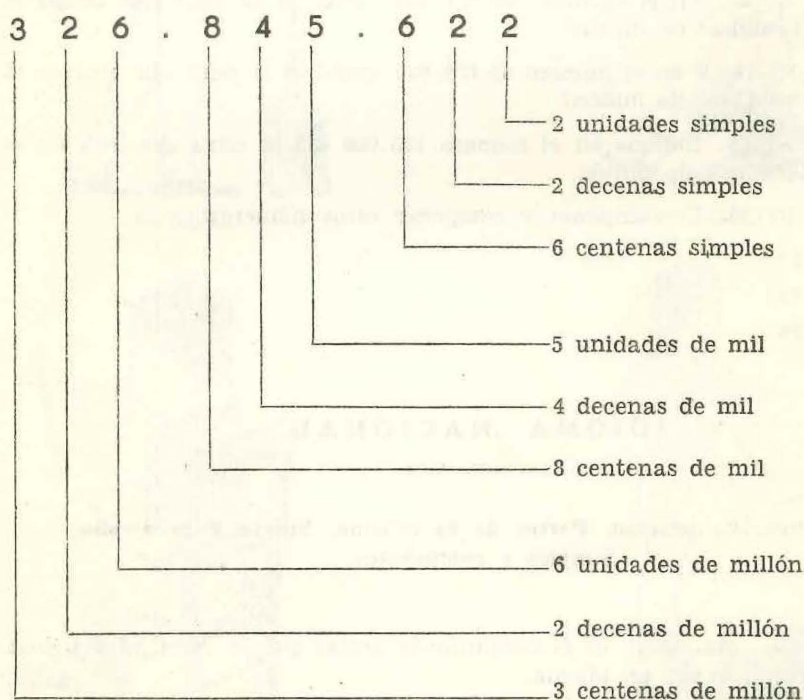 3 2 6 . 8 4 5 . 6 2 2
2 unidades simples
2 decenas simples
6 centenas simples
5 unidades de mil
4 decenas de mil
8 centenas de mil
6 unidades de millón
2 decenas de millón
3 centenas de millón